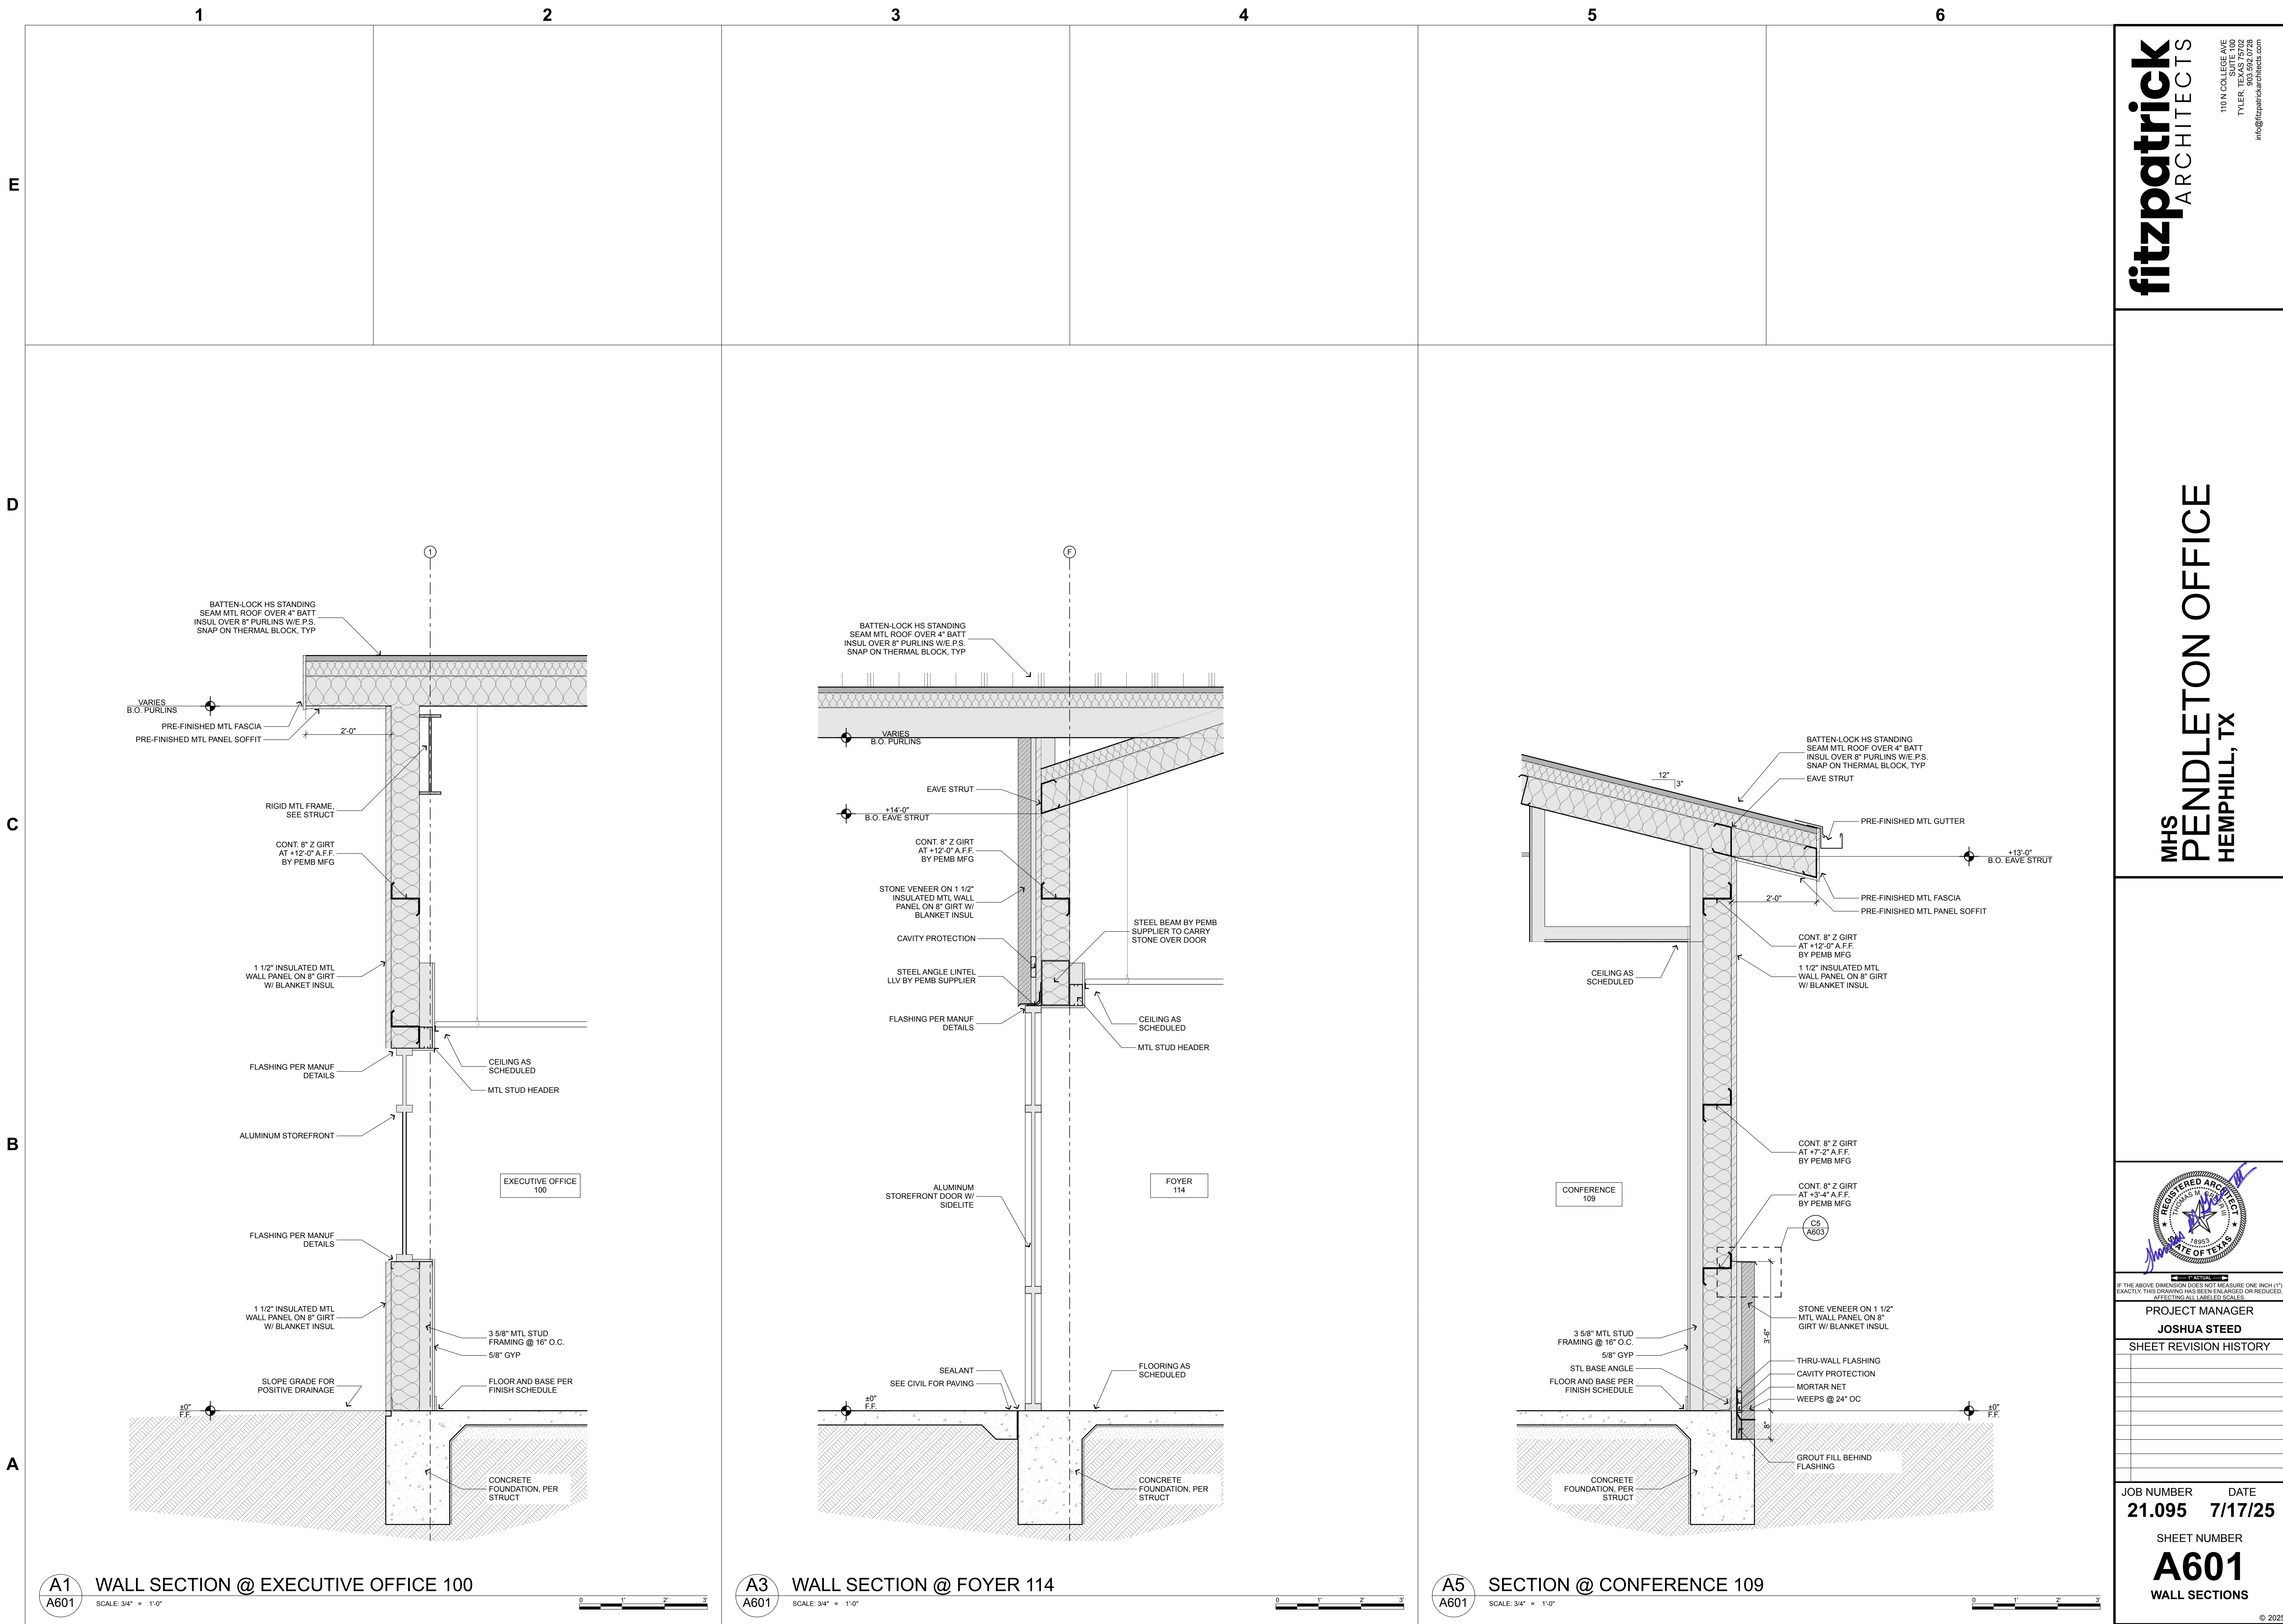 1
2
3
4
5
6
E
D
C
B
A
1
BATTEN-LOCK HS STANDING
SEAM MTL ROOF OVER 4" BATT
INSUL OVER 8" PURLINS W/E.P.S.
SNAP ON THERMAL BLOCK, TYP
VARIES
B.O. PURLINS
PRE-FINISHED MTL FASCIA
PRE-FINISHED MTL PANEL SOFFIT
2'-0"
RIGID MTL FRAME,
SEE STRUCT
CONT. 8" Z GIRT
AT +12'-0" A.F.F.
BY PEMB MFG
1 1/2" INSULATED MTL
WALL PANEL ON 8" GIRT
W/ BLANKET INSUL
FLASHING PER MANUF
DETAILS
CEILING AS
SCHEDULED
MTL STUD HEADER
ALUMINUM STOREFRONT
EXECUTIVE OFFICE
100
FLASHING PER MANUF
DETAILS
1 1/2" INSULATED MTL
WALL PANEL ON 8" GIRT
W/ BLANKET INSUL
3 5/8" MTL STUD
FRAMING @ 16" O.C.
5/8" GYP
SLOPE GRADE FOR
POSITIVE DRAINAGE
FLOOR AND BASE PER
FINISH SCHEDULE
±0"
F.F.
CONCRETE
FOUNDATION, PER
STRUCT
A1
A601
WALL SECTION @ EXECUTIVE OFFICE 100
SCALE: 3/4" = 1'-0"
0 1' 2' 3'
F
BATTEN-LOCK HS STANDING
SEAM MTL ROOF OVER 4" BATT
INSUL OVER 8" PURLINS W/E.P.S.
SNAP ON THERMAL BLOCK, TYP
VARIES
B.O. PURLINS
EAVE STRUT
+14'-0"
B.O. EAVE STRUT
CONT. 8" Z GIRT
AT +12'-0" A.F.F.
BY PEMB MFG
STONE VENEER ON 1 1/2"
INSULATED MTL WALL
PANEL ON 8" GIRT W/
BLANKET INSUL
STEEL BEAM BY PEMB
SUPPLIER TO CARRY
STONE OVER DOOR
CAVITY PROTECTION
STEEL ANGLE LINTEL
LLV BY PEMB SUPPLIER
FLASHING PER MANUF
DETAILS
CEILING AS
SCHEDULED
MTL STUD HEADER
ALUMINUM
STOREFRONT DOOR W/
SIDELITE
FOYER
114
SEALANT
SEE CIVIL FOR PAVING
FLOORING AS
SCHEDULED
±0"
F.F.
CONCRETE
FOUNDATION, PER
STRUCT
A3
A601
WALL SECTION @ FOYER 114
SCALE: 3/4" = 1'-0"
0 1' 2' 3'
BATTEN-LOCK HS STANDING
SEAM MTL ROOF OVER 4" BATT
INSUL OVER 8" PURLINS W/E.P.S.
SNAP ON THERMAL BLOCK, TYP
12"
3"
EAVE STRUT
PRE-FINISHED MTL GUTTER
+13'-0"
B.O. EAVE STRUT
2'-0"
PRE-FINISHED MTL FASCIA
PRE-FINISHED MTL PANEL SOFFIT
CONT. 8" Z GIRT
AT +12'-0" A.F.F.
BY PEMB MFG
1 1/2" INSULATED MTL
WALL PANEL ON 8" GIRT
W/ BLANKET INSUL
CEILING AS
SCHEDULED
CONT. 8" Z GIRT
AT +7'-2" A.F.F.
BY PEMB MFG
CONFERENCE
109
CONT. 8" Z GIRT
AT +3'-4" A.F.F.
BY PEMB MFG
C5
A603
STONE VENEER ON 1 1/2"
MTL WALL PANEL ON 8"
GIRT W/ BLANKET INSUL
3'-6"
3 5/8" MTL STUD
FRAMING @ 16" O.C.
5/8" GYP
STL BASE ANGLE
FLOOR AND BASE PER
FINISH SCHEDULE
THRU-WALL FLASHING
CAVITY PROTECTION
MORTAR NET
WEEPS @ 24" OC
±0"
F.F.
8"
GROUT FILL BEHIND
FLASHING
CONCRETE
FOUNDATION, PER
STRUCT
A5
A601
SECTION @ CONFERENCE 109
SCALE: 3/4" = 1'-0"
0 1' 2' 3'
fitzpatrick
ARCHITECTS
110 N COLLEGE AVE
SUITE 100
TYLER, TEXAS 75702
903.592.0728
info@fitzpatrickarchitects.com
MHS
PENDLETON OFFICE
HEMPHILL, TX
REGISTERED ARCHITECT
THOMAS M.
18953
STATE OF TEXAS
1" ACTUAL
IF THE ABOVE DIMENSION DOES NOT MEASURE ONE INCH (1")
EXACTLY, THIS DRAWING HAS BEEN ENLARGED OR REDUCED,
AFFECTING ALL LABELED SCALES.
PROJECT MANAGER
JOSHUA STEED
SHEET REVISION HISTORY
JOB NUMBER DATE
21.095 7/17/25
SHEET NUMBER
A601
WALL SECTIONS
© 2025